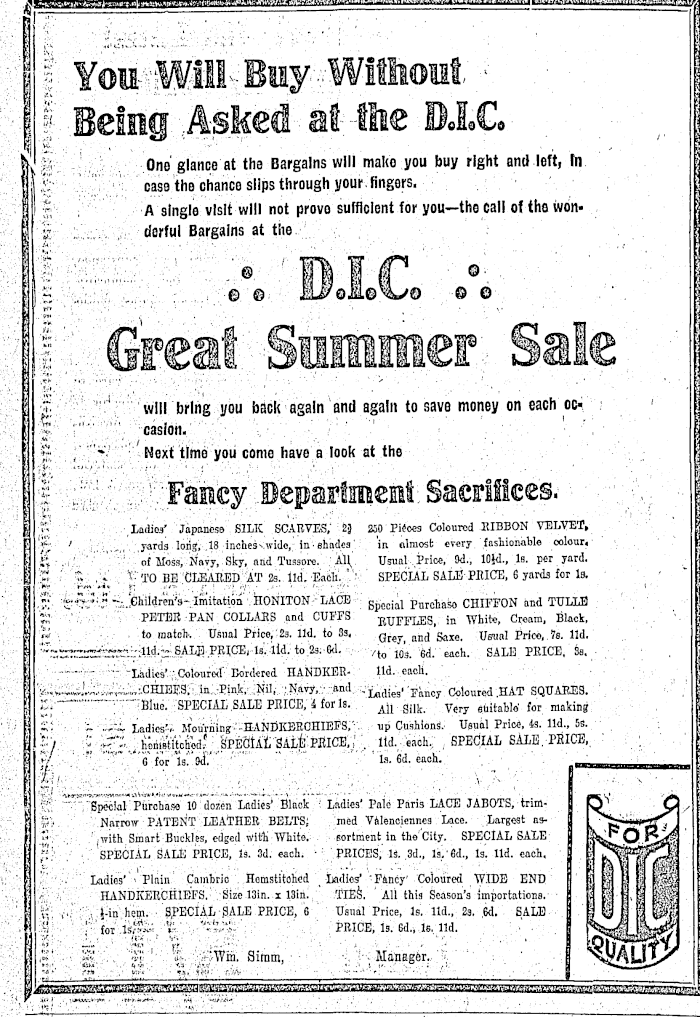 You Will Buy Without
Being Asked at the D.I.C.
One glance at the Bargains will make you buy right and left, in
case the chance slips through your fingers.
A single visit will not prove sufficient for you—the call of the won-
derful Bargains at the
D.I.C.
Great Summer Sale
will bring you back again and again to save money on each oc-
casion.
Next time you come have a look at the
Fancy Department Sacrifices.
Ladies' Japanese SILK SCARVES,
yards long, 18 inches wide, in shades
of Moss, Navy, Sky, and Tussore. All
TO BE CLEARED AT 2s. 11d. Each.
Children's Imitation HONITON LACE
PETER PAN COLLARS and CUFFS
to match. Usual Price, 2s. 11d. to 3s.
11d. SALE PRICE, 1s. 11d. to 2s. 6d.
Ladies' Coloured Bordered HANDKER-
CHIEFS, in Pink, Nil, Navy, and
Blue. SPECIAL SALE PRICE, 4 for 1s.
Ladies' Mourning HANDKERCHIEFS,
hemstitched. SPECIAL SALE PRICE,
6 for 1s. 9d.
250 Pieces Coloured RIBBON VELVET,
in almost every fashionable colour.
Usual Price, 9d., 10½d., 1s. per yard.
SPECIAL SALE PRICE, 6 yards for 1s.
Special Purchase CHIFFON and TULLE
RUFFLES, in White, Cream, Black,
Grey, and Saxe. Usual Price, 7s. 11d.
to 10s. 6d. each. SALE PRICE, 3s.
11d. each.
Ladies' Fancy Coloured HAT SQUARES.
All Silk. Very suitable for making
up Cushions. Usual Price, 4s. 11d., 5s.
11d. each. SPECIAL SALE PRICE,
1s. 6d. each.
Special Purchase 10 dozen Ladies' Black
Narrow PATENT LEATHER BELTS,
with Smart Buckles, edged with White.
SPECIAL SALE PRICE, 1s. 3d. each.
Ladies' Plain Cambric Hemstitched
HANDKERCHIEFS. Size 13in. x 13in.
-in hem. SPECIAL SALE PRICE, 6
for 1s.
Ladies' Pale Paris LACE JABOTS, trim-
med Valenciennes Lace. Largest as-
sortment in the City. SPECIAL SALE
PRICES, 1s. 3d., 1s. 6d., 1s. 11d. each.
Ladies' Fancy Coloured WIDE END
TIES. All this Season's importations.
Usual Price, 1s. 11d., 2s. 6d. SALE
PRICE, 1s. 6d., 1s. 11d.
Wm. Simm, Manager.
FOR
DIC
QUALITY